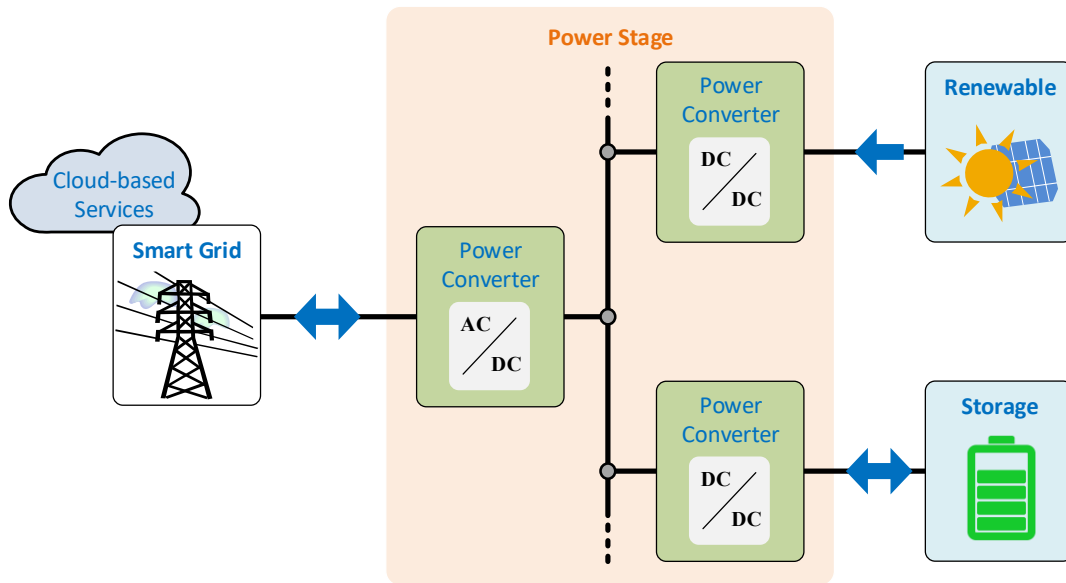 Power Stage
Power
Converter
DC
DC
Renewable
Cloud-based
Services
Smart Grid
Power
Converter
AC
DC
Power
Converter
DC
DC
Storage